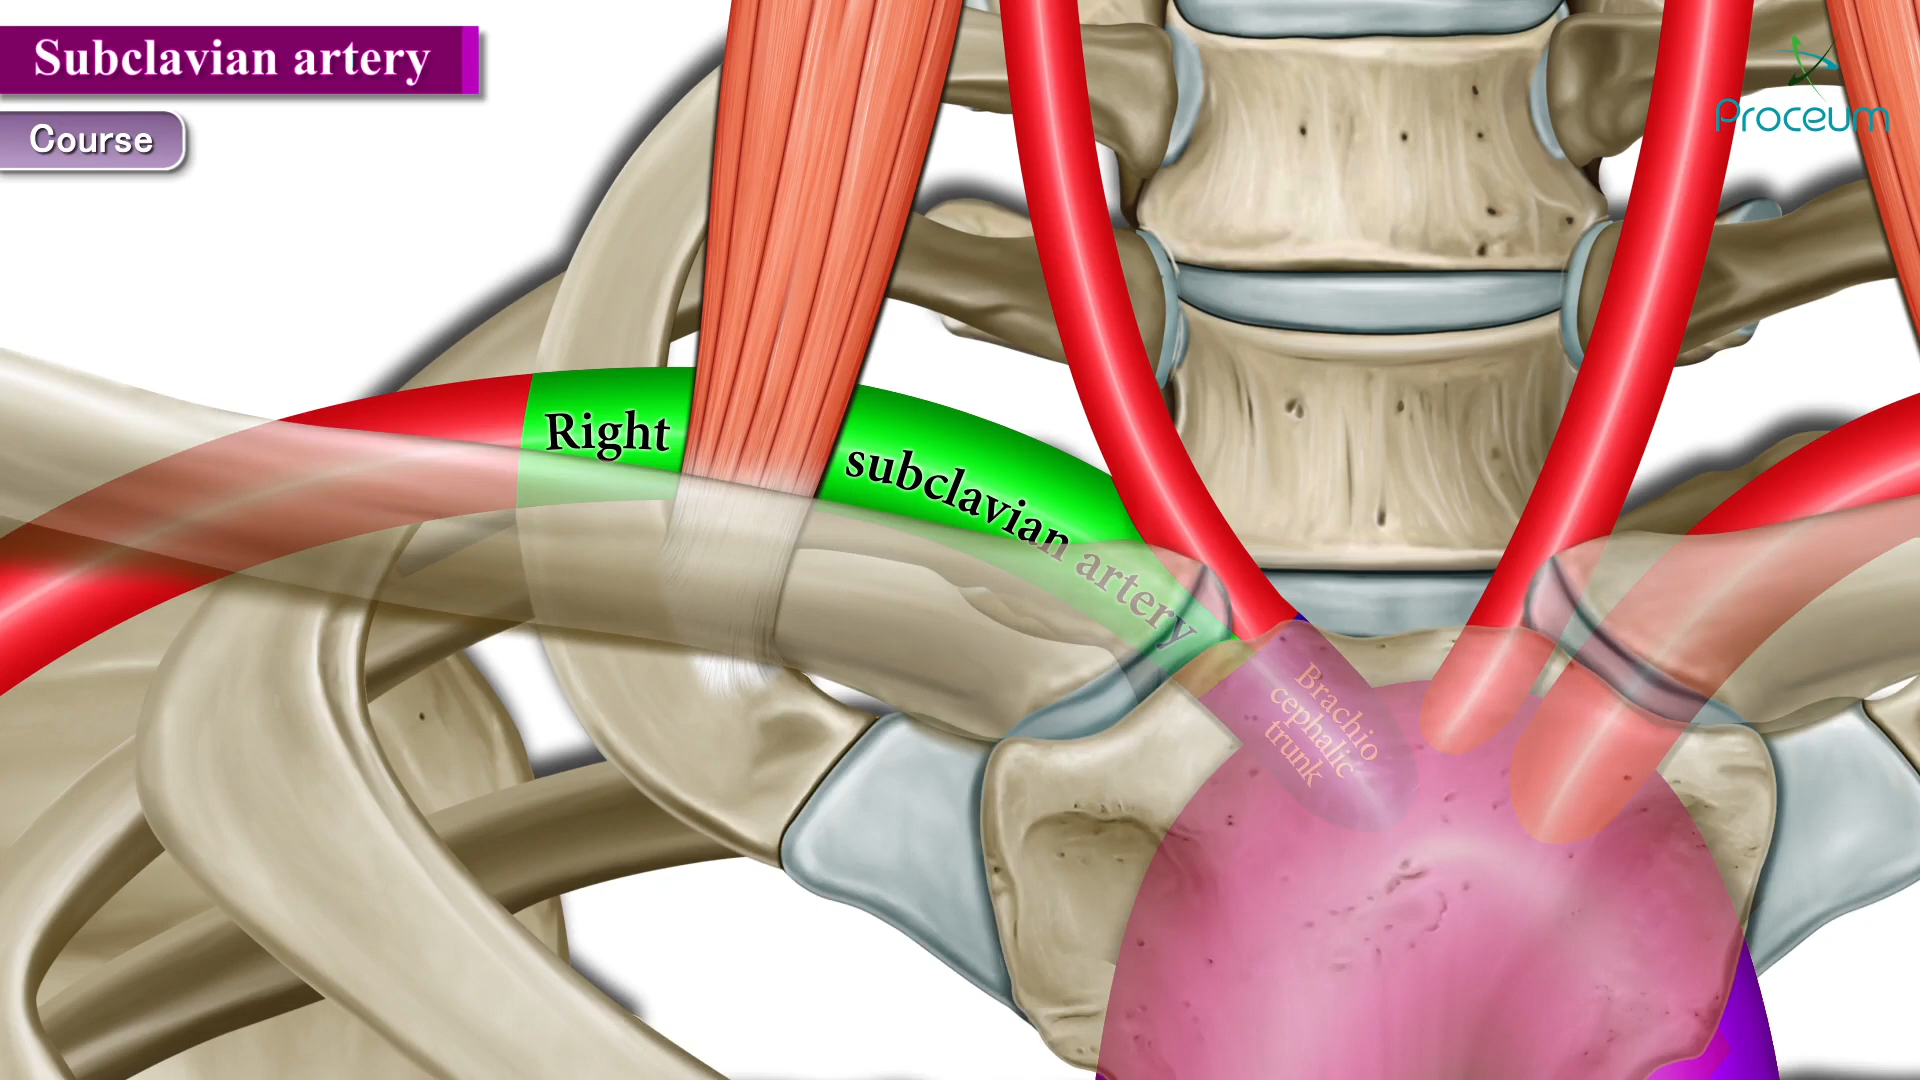 Subclavian artery
Course
Proceum
Right subclavian artery
Brachio
cephalic
trunk